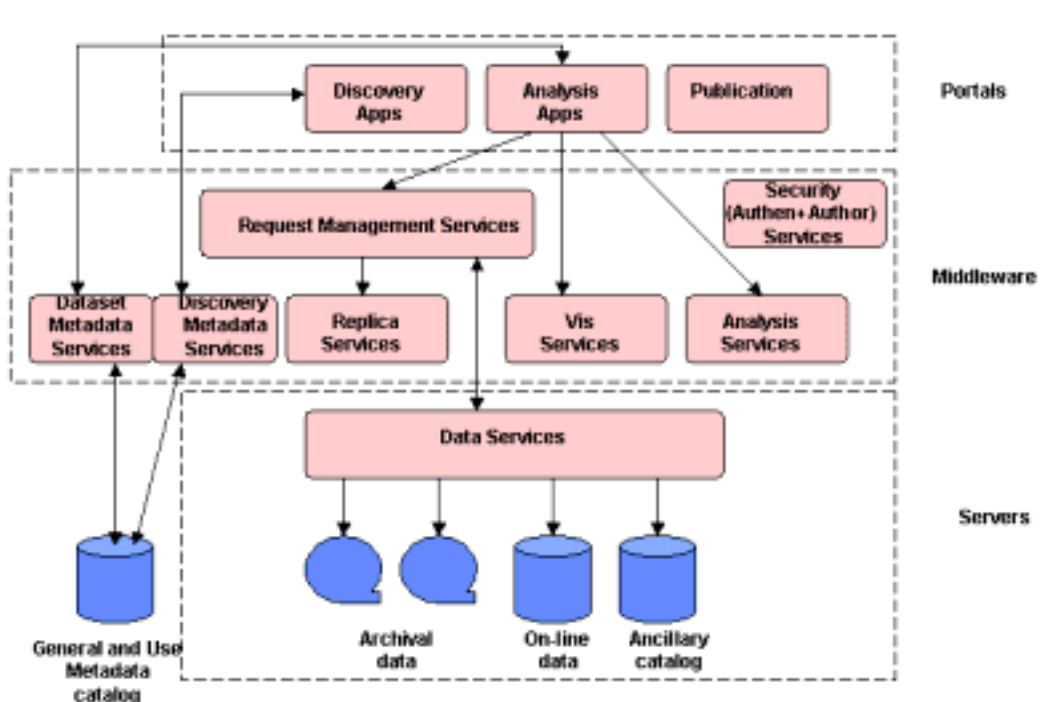 Discovery
Apps
Analysis
Apps
Publication
Portals
Security
(Authen+Author)
Services
Request Management Services
Middleware
Dataset
Metadata
Services
Discovery
Metadata
Services
Replica
Services
Vis
Services
Analysis
Services
Data Services
Servers
Archival
data
On-line
data
Ancillary
catalog
General and Use
Metadata
catalog